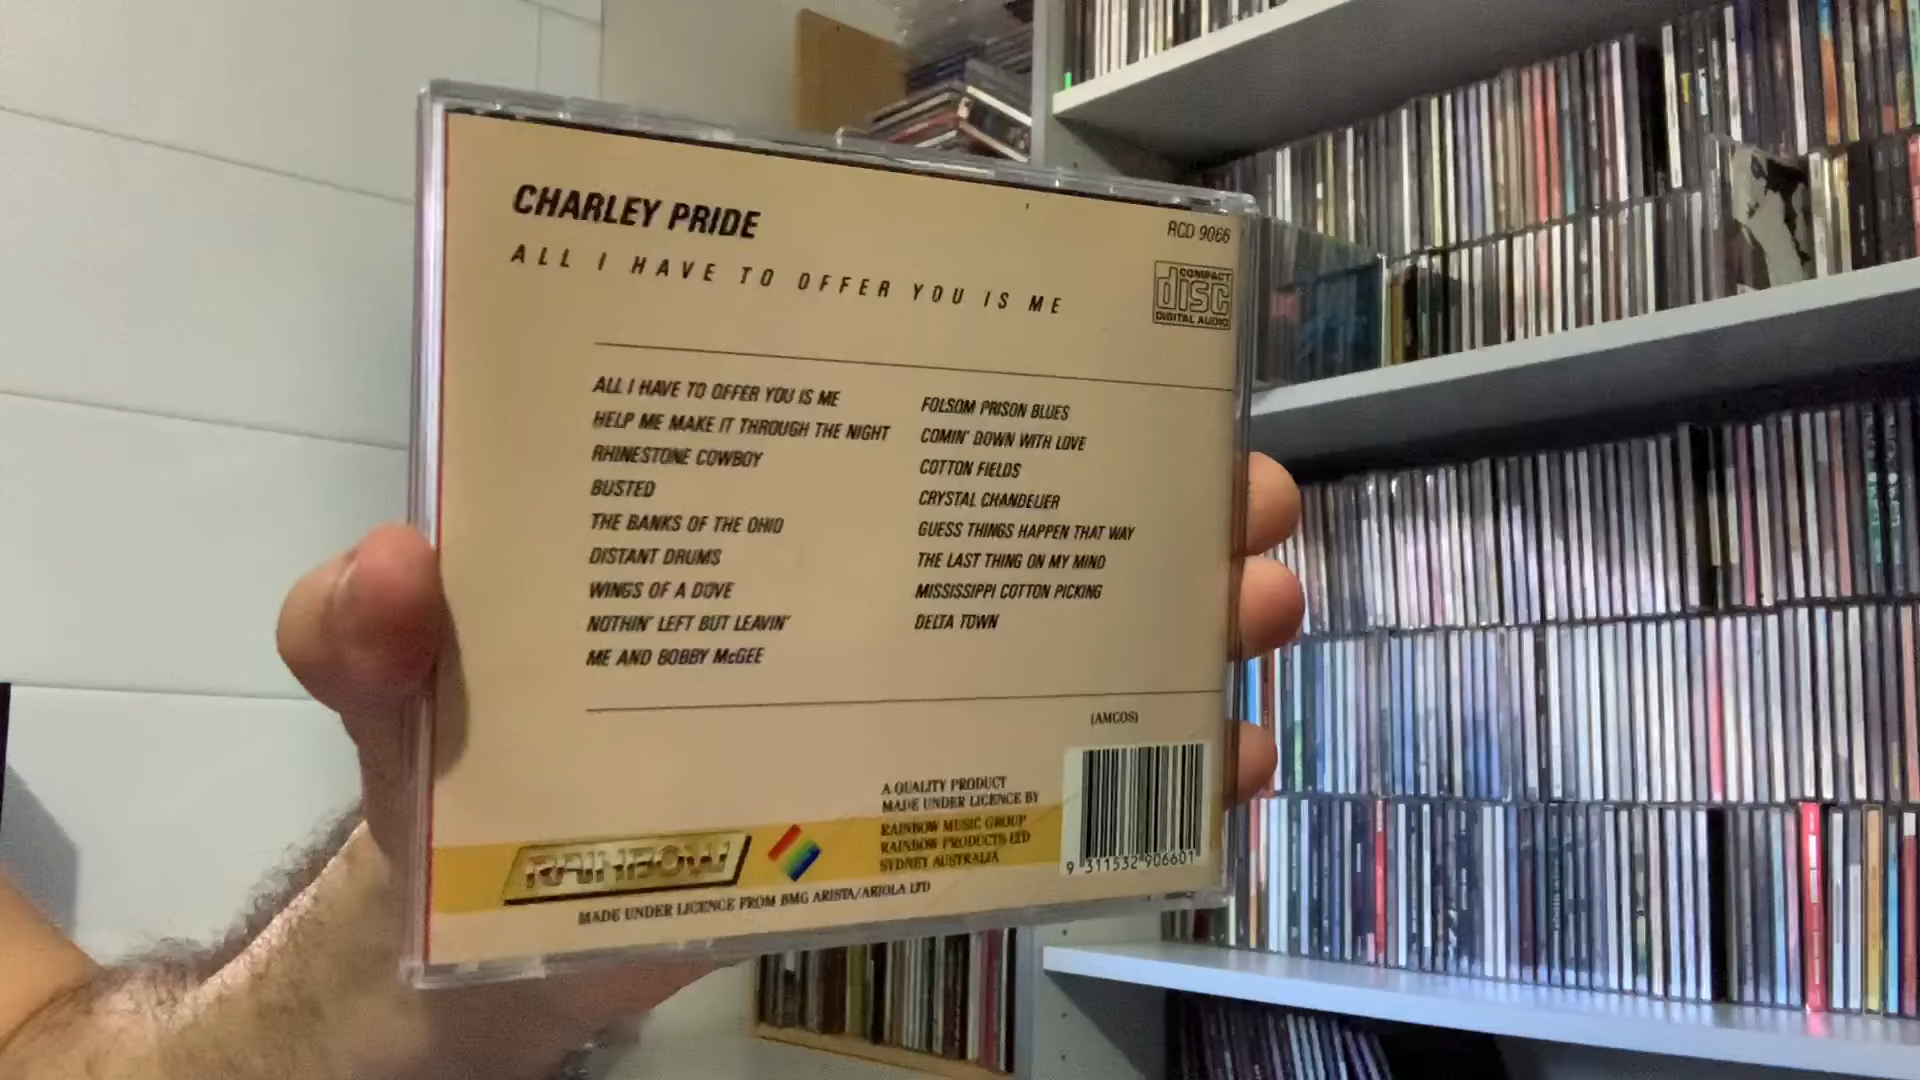 CHARLEY PRIDE
RCD 9066
ALL I HAVE TO OFFER YOU IS ME
COMPACT
disc
DIGITAL AUDIO
ALL I HAVE TO OFFER YOU IS ME
HELP ME MAKE IT THROUGH THE NIGHT
RHINESTONE COWBOY
BUSTED
THE BANKS OF THE OHIO
DISTANT DRUMS
WINGS OF A DOVE
NOTHIN' LEFT BUT LEAVIN'
ME AND BOBBY McGEE
FOLSOM PRISON BLUES
COMIN' DOWN WITH LOVE
COTTON FIELDS
CRYSTAL CHANDELIER
GUESS THINGS HAPPEN THAT WAY
THE LAST THING ON MY MIND
MISSISSIPPI COTTON PICKING
DELTA TOWN
(AMCOS)
A QUALITY PRODUCT
MADE UNDER LICENCE BY
RAINBOW MUSIC GROUP
RAINBOW PRODUCTS LTD
SYDNEY AUSTRALIA
RAINBOW
9 311532 906601
MADE UNDER LICENCE FROM BMG ARISTA/ARIOLA LTD